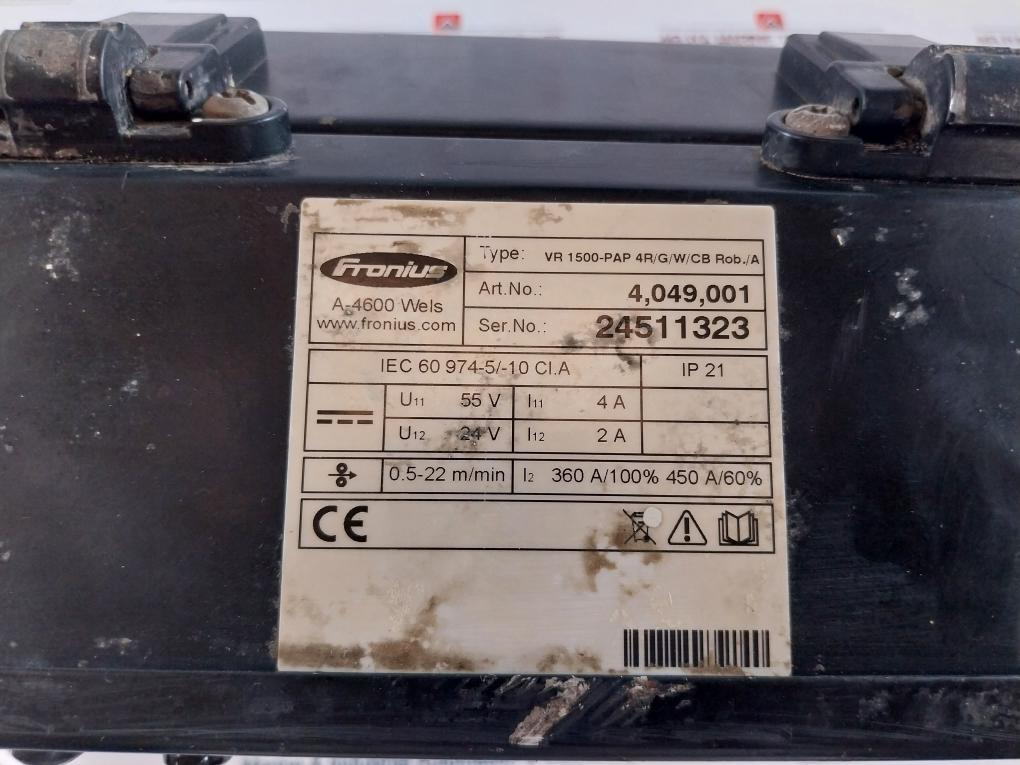 Fronius
A-4600 Wels
www.fronius.com
Type: VR 1500-PAP 4R/G/W/CB Rob./A
Art.No.: 4,049,001
Ser.No.: 24511323
IEC 60 974-5/-10 Cl.A IP 21
U11 55 V I11 4 A
U12 24 V I12 2 A
0.5-22 m/min I2 360 A/100% 450 A/60%
CE